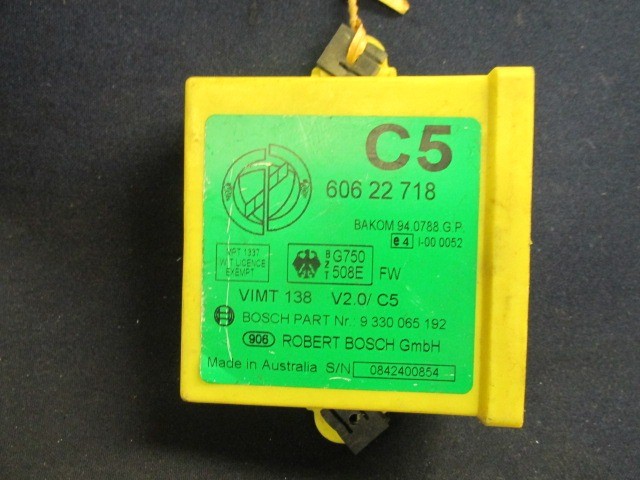 C5
606 22 718
BAKOM 94.0788 G.P.
e4 I-00 0052
MPT 1337
W/T LICENCE
EXEMPT
BZT G750
508E FW
VIMT 138 V2.0/ C5
BOSCH PART Nr.: 9 330 065 192
906 ROBERT BOSCH GmbH
Made in Australia S/N 0842400854